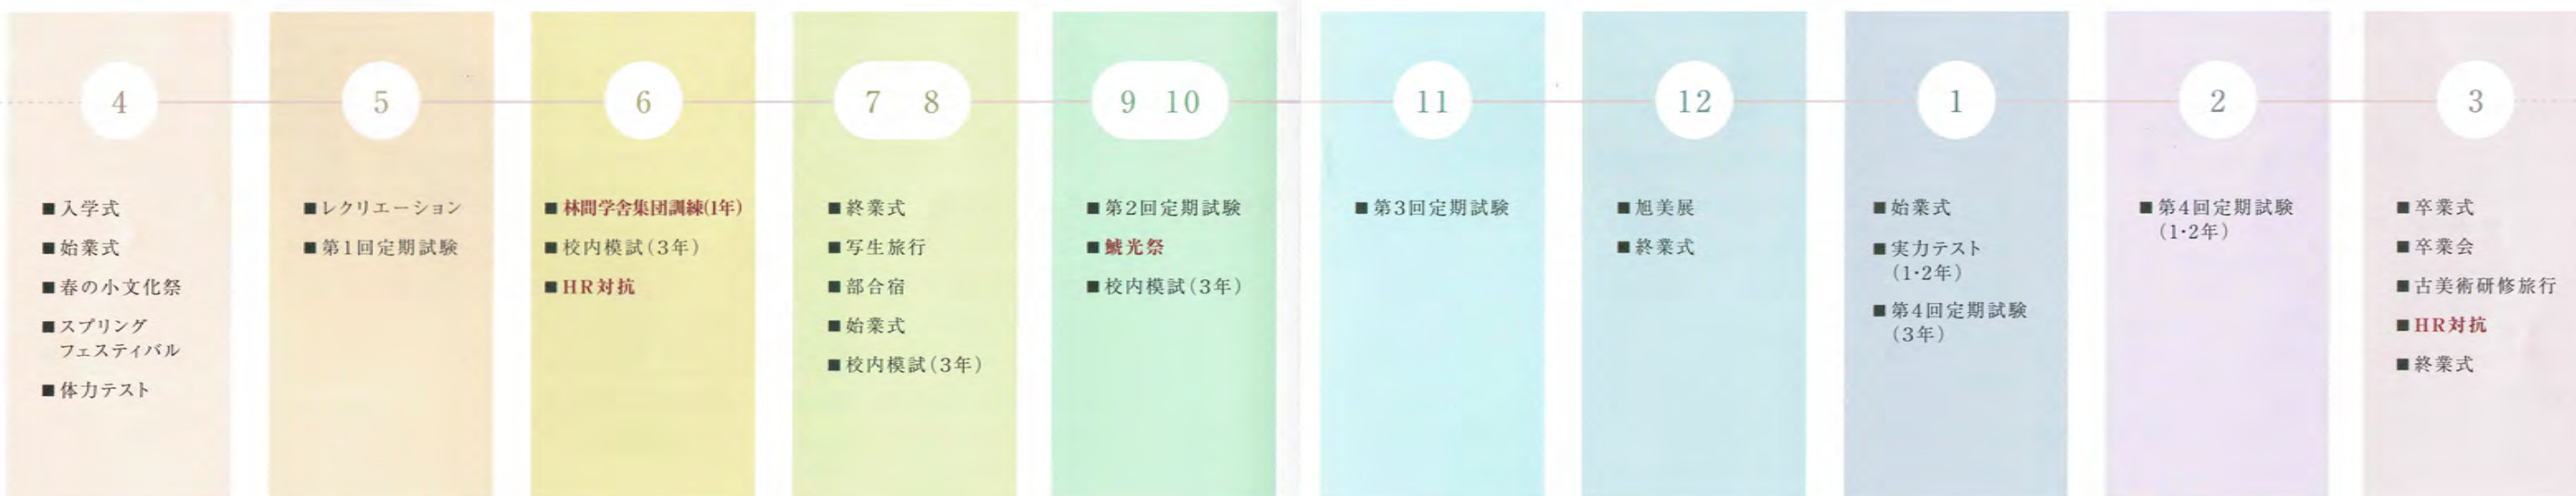 4
■入学式
■始業式
■春の小文化祭
■スプリング
フェスティバル
■体力テスト
5
■レクリエーション
■第1回定期試験
6
■林間学舎集団訓練(1年)
■校内模試(3年)
■HR対抗
7 8
■終業式
■写生旅行
■部合宿
■始業式
■校内模試(3年)
9 10
■第2回定期試験
■鯱光祭
■校内模試(3年)
11
■第3回定期試験
12
■旭美展
■終業式
1
■始業式
■実力テスト
(1・2年)
■第4回定期試験
(3年)
2
■第4回定期試験
(1・2年)
3
■卒業式
■卒業会
■古美術研修旅行
■HR対抗
■終業式